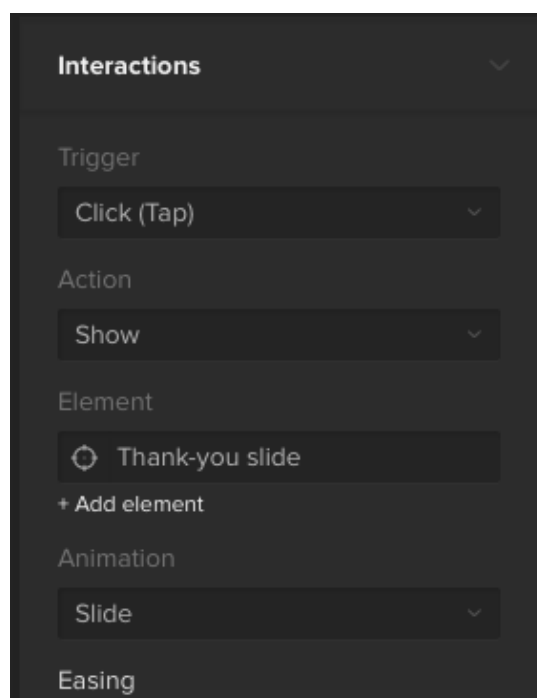 Interactions
Trigger
Click (Tap)
Action
Show
Element
Thank-you slide
+ Add element
Animation
Slide
Easing